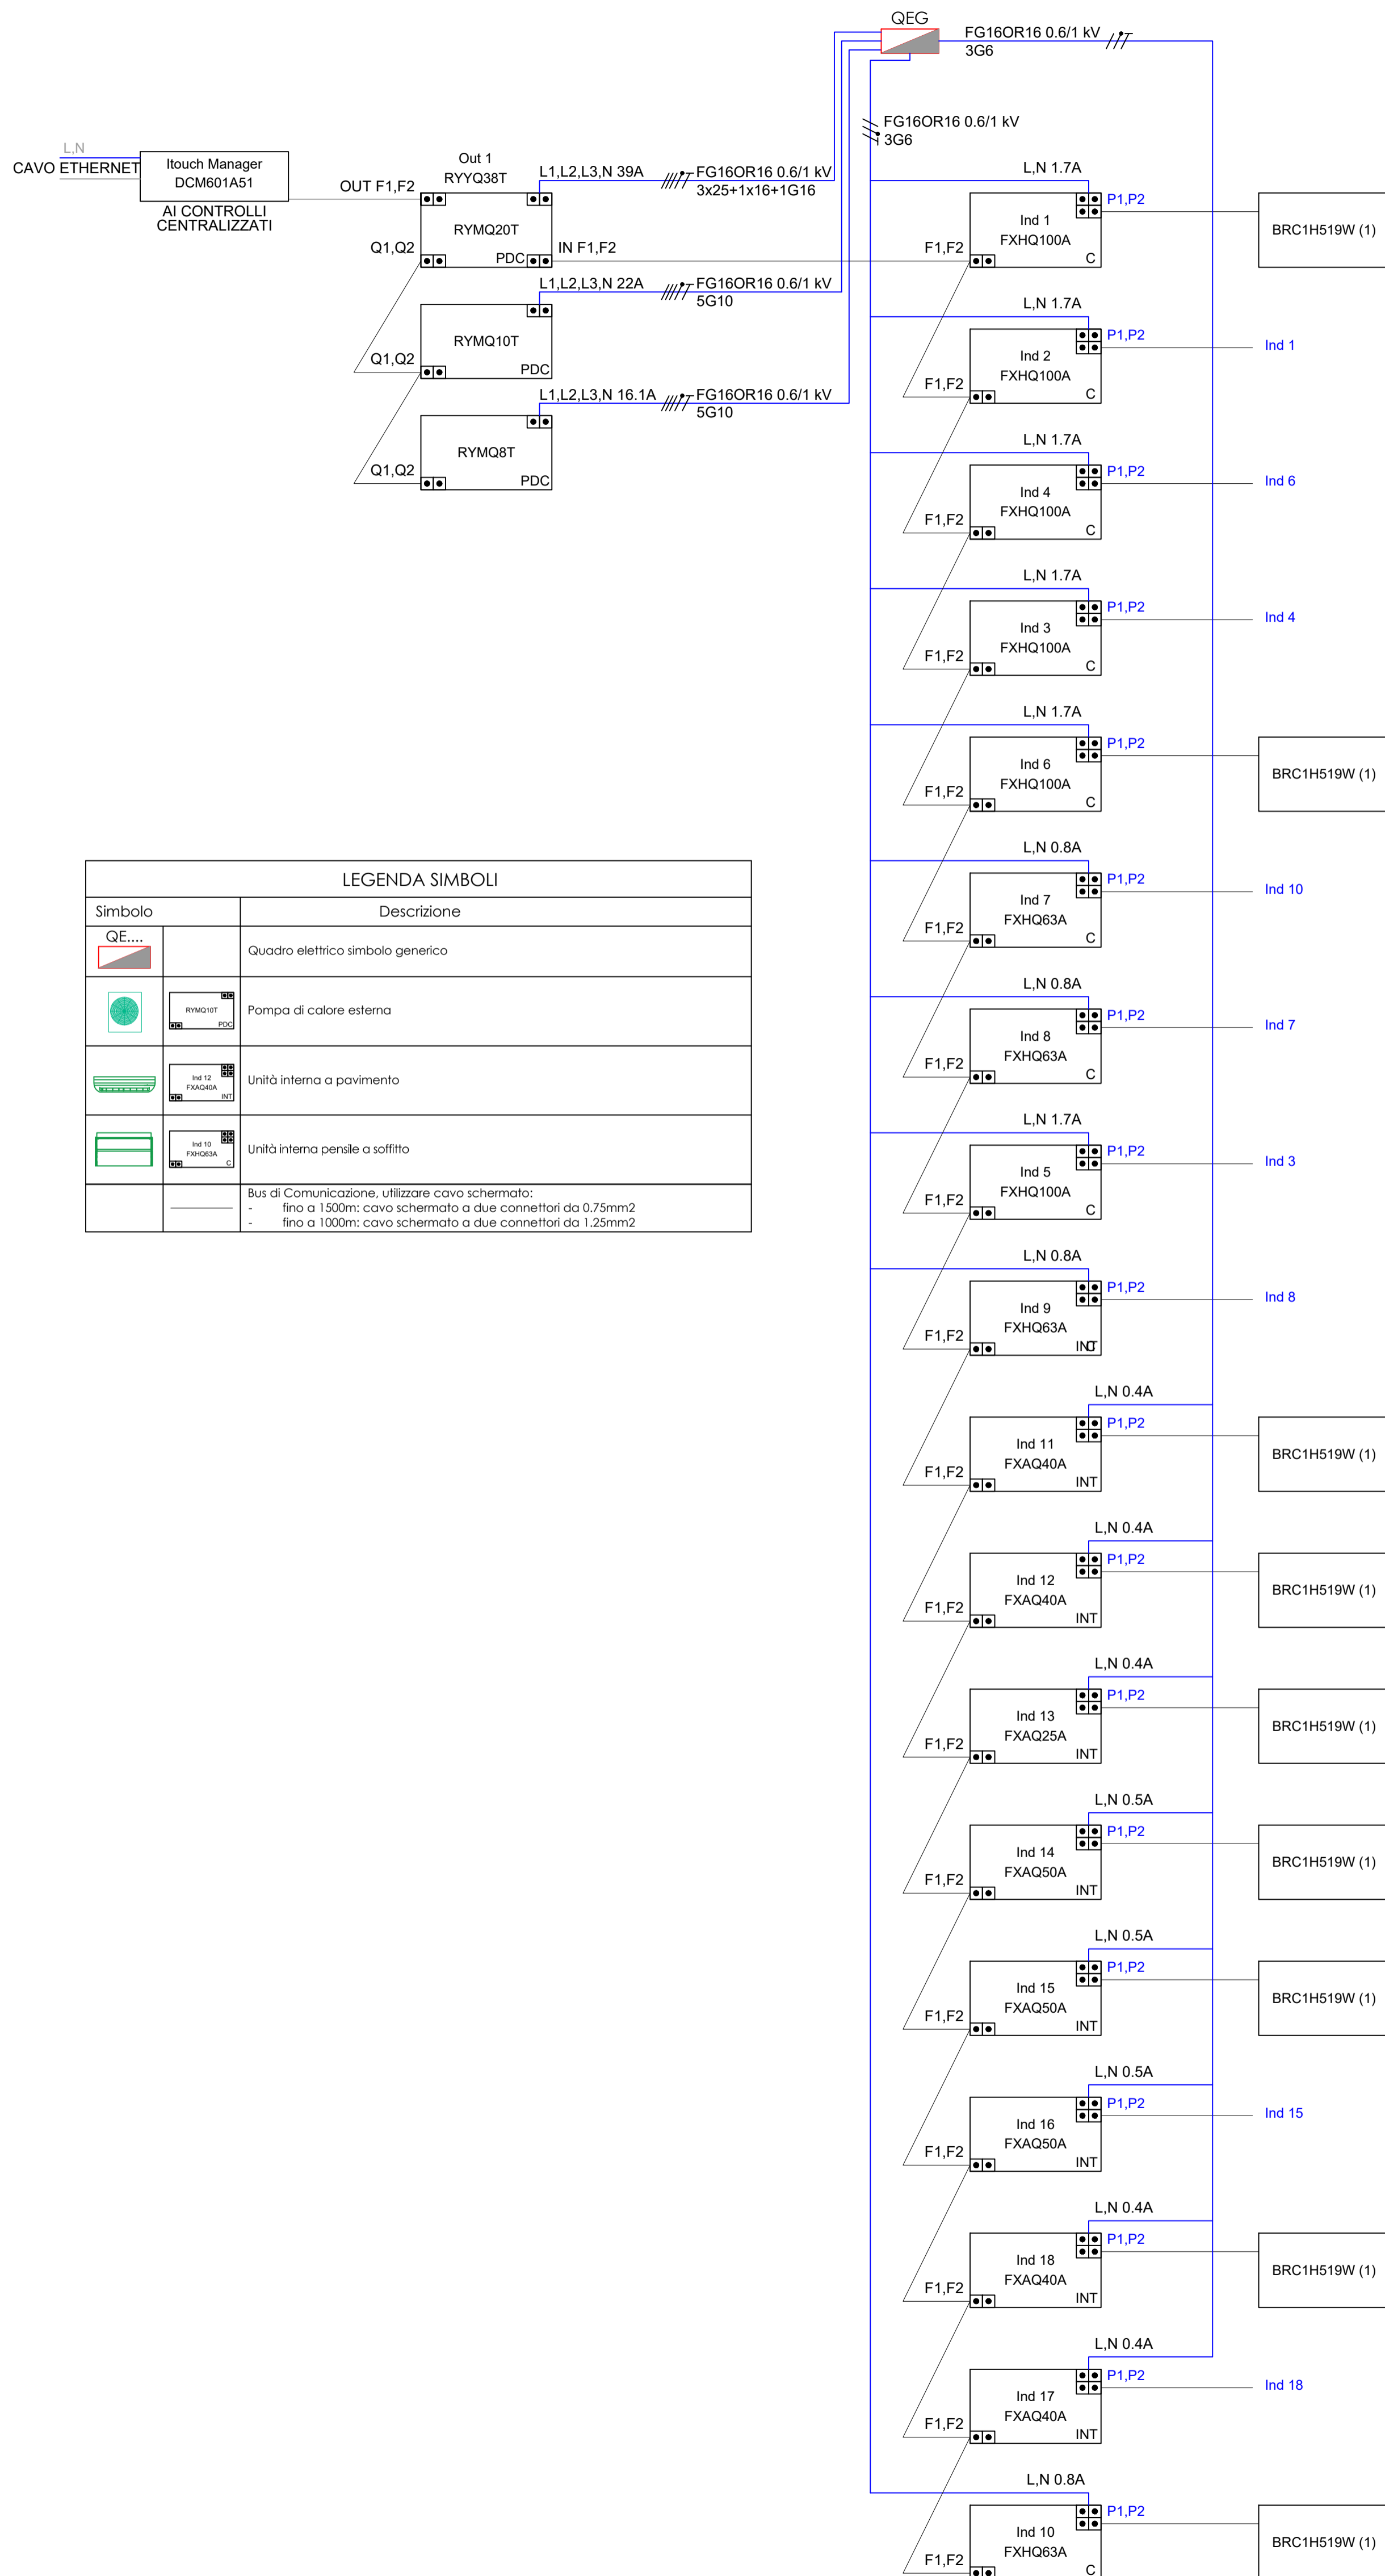 QEG
FG16OR16 0.6/1 kV
3G6
FG16OR16 0.6/1 kV
3G6
L,N
CAVO ETHERNET
Itouch Manager
DCM601A51
AI CONTROLLI
CENTRALIZZATI
OUT F1,F2
Out 1
RYYQ38T
L1,L2,L3,N 39A
FG16OR16 0.6/1 kV
3x25+1x16+1G16
RYMQ20T
Q1,Q2
PDC
IN F1,F2
L1,L2,L3,N 22A
FG16OR16 0.6/1 kV
5G10
RYMQ10T
Q1,Q2
PDC
L1,L2,L3,N 16.1A
FG16OR16 0.6/1 kV
5G10
RYMQ8T
Q1,Q2
PDC
L,N 1.7A
P1,P2
Ind 1
FXHQ100A
F1,F2
C
BRC1H519W (1)
L,N 1.7A
P1,P2
Ind 2
FXHQ100A
F1,F2
C
Ind 1
L,N 1.7A
P1,P2
Ind 4
FXHQ100A
F1,F2
C
Ind 6
L,N 1.7A
P1,P2
Ind 3
FXHQ100A
F1,F2
C
Ind 4
L,N 1.7A
P1,P2
Ind 6
FXHQ100A
F1,F2
C
BRC1H519W (1)
L,N 0.8A
P1,P2
Ind 7
FXHQ63A
F1,F2
C
Ind 10
L,N 0.8A
P1,P2
Ind 8
FXHQ63A
F1,F2
C
Ind 7
L,N 1.7A
P1,P2
Ind 5
FXHQ100A
F1,F2
C
Ind 3
L,N 0.8A
P1,P2
Ind 9
FXHQ63A
F1,F2
INT
C
Ind 8
L,N 0.4A
P1,P2
Ind 11
FXAQ40A
F1,F2
INT
BRC1H519W (1)
L,N 0.4A
P1,P2
Ind 12
FXAQ40A
F1,F2
INT
BRC1H519W (1)
L,N 0.4A
P1,P2
Ind 13
FXAQ25A
F1,F2
INT
BRC1H519W (1)
L,N 0.5A
P1,P2
Ind 14
FXAQ50A
F1,F2
INT
BRC1H519W (1)
L,N 0.5A
P1,P2
Ind 15
FXAQ50A
F1,F2
INT
BRC1H519W (1)
L,N 0.5A
P1,P2
Ind 16
FXAQ50A
F1,F2
INT
Ind 15
L,N 0.4A
P1,P2
Ind 18
FXAQ40A
F1,F2
INT
BRC1H519W (1)
L,N 0.4A
P1,P2
Ind 17
FXAQ40A
F1,F2
INT
Ind 18
L,N 0.8A
P1,P2
Ind 10
FXHQ63A
F1,F2
C
BRC1H519W (1)
LEGENDA SIMBOLI
Simbolo
Descrizione
QE....
Quadro elettrico simbolo generico
RYMQ10T
PDC
Pompa di calore esterna
Ind 12
FXAQ40A
INT
Unità interna a pavimento
Ind 10
FXHQ63A
C
Unità interna pensile a soffitto
Bus di Comunicazione, utilizzare cavo schermato:
- fino a 1500m: cavo schermato a due connettori da 0.75mm2
- fino a 1000m: cavo schermato a due connettori da 1.25mm2